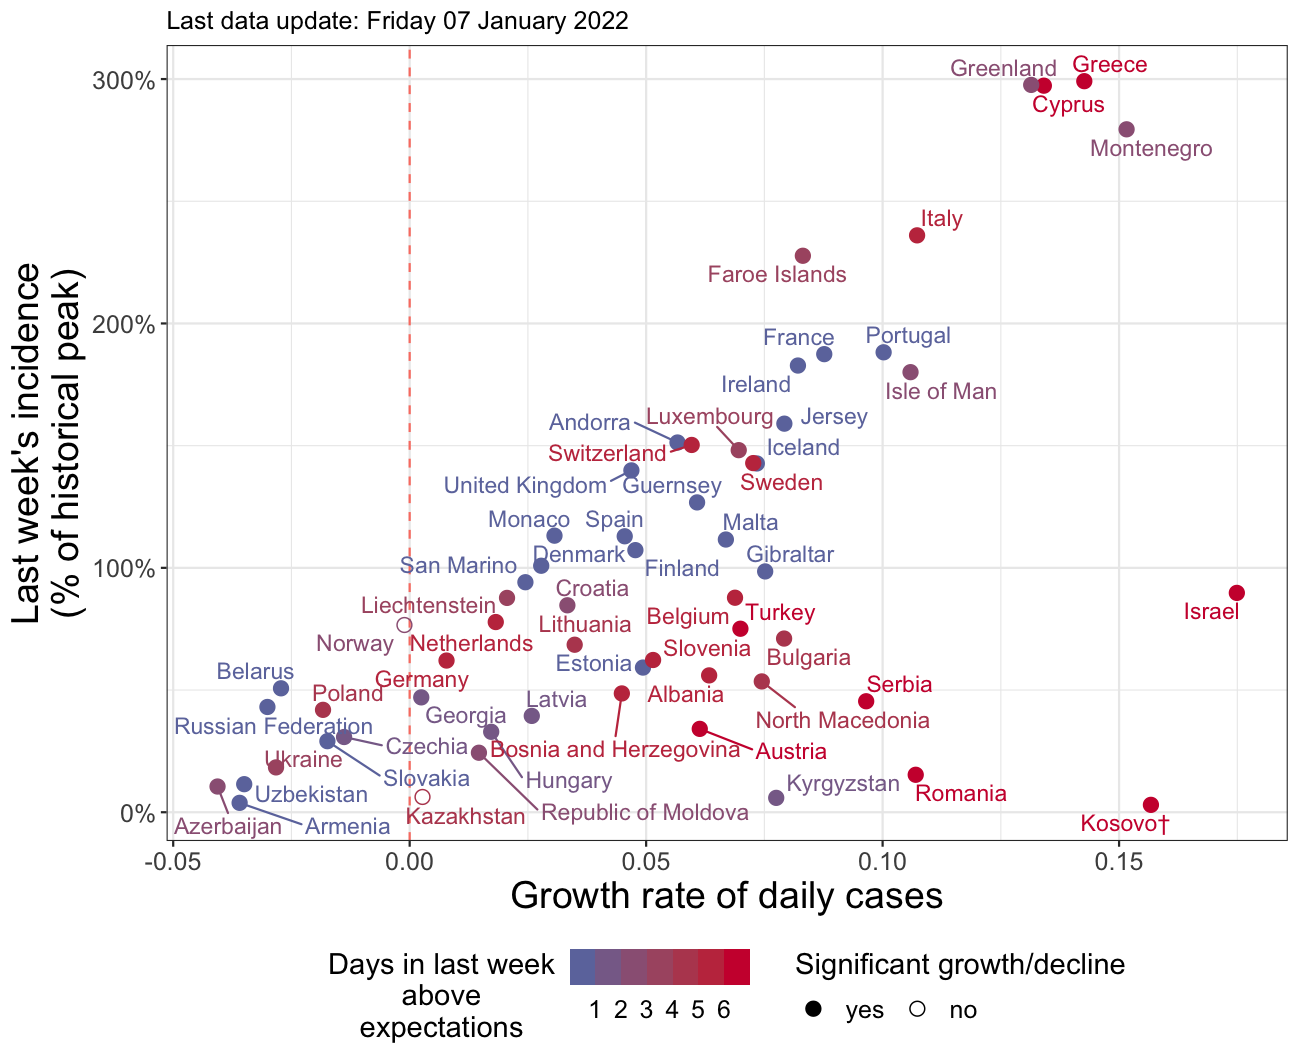 Last data update: Friday 07 January 2022
Last week's incidence
(% of historical peak)
300%
200%
100%
0%
Greenland
Greece
Cyprus
Montenegro
Italy
Faroe Islands
France
Portugal
Ireland
Isle of Man
Andorra
Luxembourg
Jersey
Switzerland
Iceland
United Kingdom
Guernsey
Sweden
Monaco
Spain
Malta
San Marino
Denmark
Finland
Gibraltar
Croatia
Liechtenstein
Lithuania
Belgium
Turkey
Israel
Norway
Netherlands
Slovenia
Bulgaria
Estonia
Belarus
Germany
Albania
Serbia
Poland
Latvia
Georgia
North Macedonia
Russian Federation
Czechia
Bosnia and Herzegovina
Austria
Ukraine
Slovakia
Hungary
Kyrgyzstan
Uzbekistan
Romania
Kazakhstan
Republic of Moldova
Azerbaijan
Armenia
Kosovo†
-0.05
0.00
0.05
0.10
0.15
Growth rate of daily cases
Days in last week
above
expectations
1 2 3 4 5 6
Significant growth/decline
yes
no